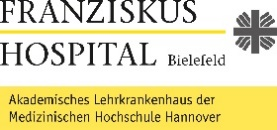 FRANZISKUS
HOSPITAL Bielefeld
Akademisches Lehrkrankenhaus der
Medizinischen Hochschule Hannover